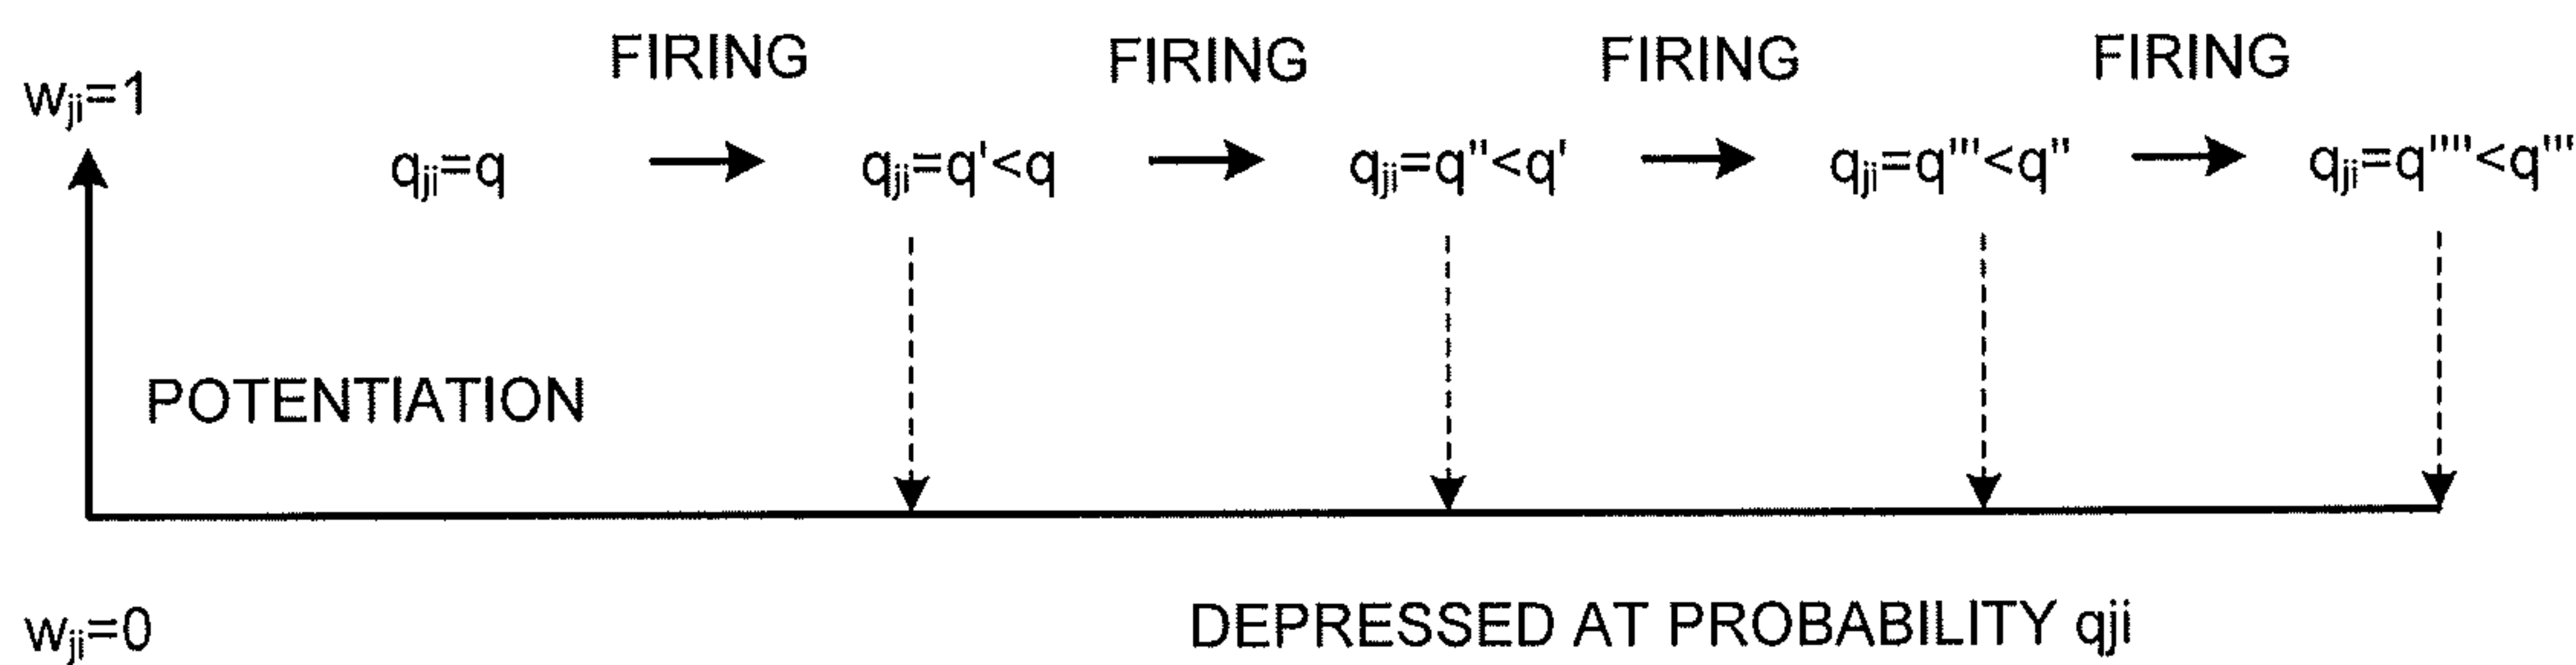 FIRING FIRING FIRING FIRING
wji=1
qji=q → qji=q'<q → qji=q''<q' → qji=q'''<q'' → qji=q''''<q'''
POTENTIATION
wji=0 DEPRESSED AT PROBABILITY qji